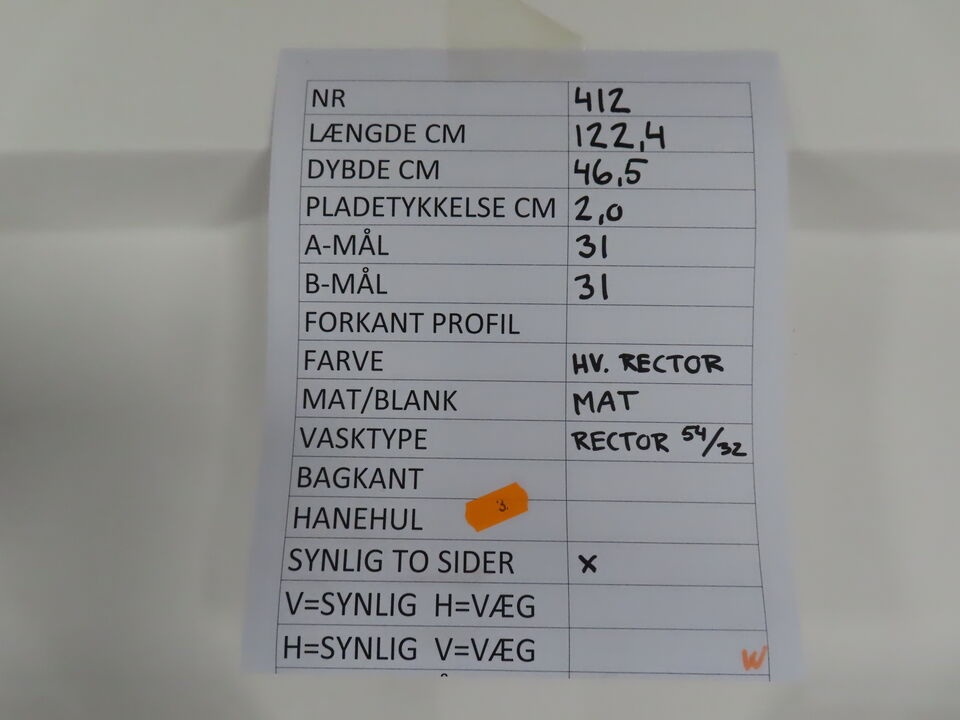 NR 412
LÆNGDE CM 122,4
DYBDE CM 46,5
PLADETYKKELSE CM 2,0
A-MÅL 31
B-MÅL 31
FORKANT PROFIL
FARVE HV. RECTOR
MAT/BLANK MAT
VASKTYPE RECTOR 54/32
BAGKANT
HANEHUL 3.
SYNLIG TO SIDER x
V=SYNLIG H=VÆG
H=SYNLIG V=VÆG W